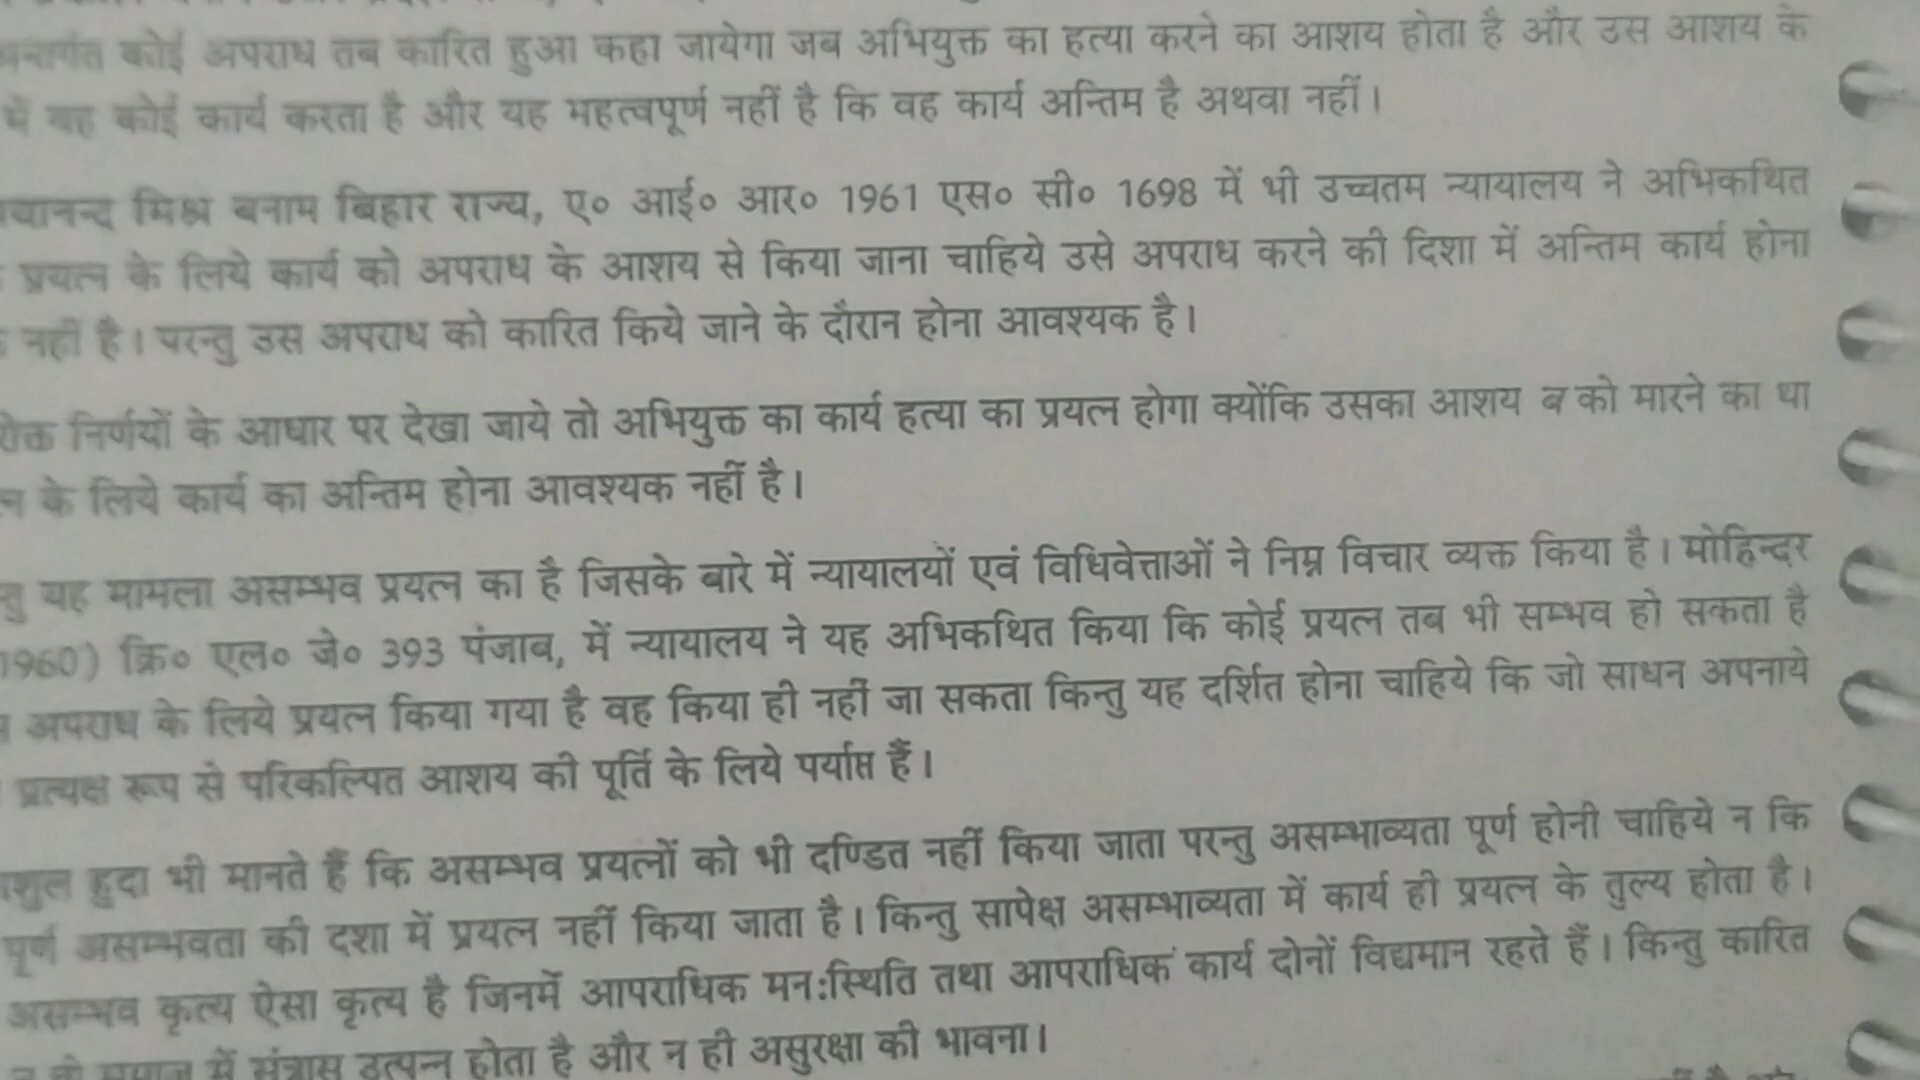 कोई अपराध तब कारित हुआ कहा जायेगा जब अभियुक्त का हत्या करने का आशय होता है और उस आशय के
में वह कोई कार्य करता है और यह महत्वपूर्ण नहीं है कि वह कार्य अन्तिम है अथवा नहीं।
मिश्र बनाम बिहार राज्य, ए० आई० आर० 1961 एस० सी० 1698 में भी उच्चतम न्यायालय ने अभिकथित
प्रयत्न के लिये कार्य को अपराध के आशय से किया जाना चाहिये उसे अपराध करने की दिशा में अन्तिम कार्य होना
नहीं है। परन्तु उस अपराध को कारित किये जाने के दौरान होना आवश्यक है।
निर्णयों के आधार पर देखा जाये तो अभियुक्त का कार्य हत्या का प्रयत्न होगा क्योंकि उसका आशय ब को मारने का था
के लिये कार्य का अन्तिम होना आवश्यक नहीं है।
यह मामला असम्भव प्रयत्न का है जिसके बारे में न्यायालयों एवं विधिवेत्ताओं ने निम्न विचार व्यक्त किया है। मोहिन्दर
1960) क्रि० एल० जे० 393 पंजाब, में न्यायालय ने यह अभिकथित किया कि कोई प्रयत्न तब भी सम्भव हो सकता है
अपराध के लिये प्रयत्न किया गया है वह किया ही नहीं जा सकता किन्तु यह दर्शित होना चाहिये कि जो साधन अपनाये
प्रत्यक्ष रूप से परिकल्पित आशय की पूर्ति के लिये पर्याप्त हैं।
हुदा भी मानते हैं कि असम्भव प्रयत्नों को भी दण्डित नहीं किया जाता परन्तु असम्भाव्यता पूर्ण होनी चाहिये न कि
पूर्ण असम्भवता की दशा में प्रयत्न नहीं किया जाता है। किन्तु सापेक्ष असम्भाव्यता में कार्य ही प्रयत्न के तुल्य होता है।
असम्भव कृत्य ऐसा कृत्य है जिनमें आपराधिक मन:स्थिति तथा आपराधिक कार्य दोनों विद्यमान रहते हैं। किन्तु कारित
में संत्रास उत्पन्न होता है और न ही असुरक्षा की भावना।